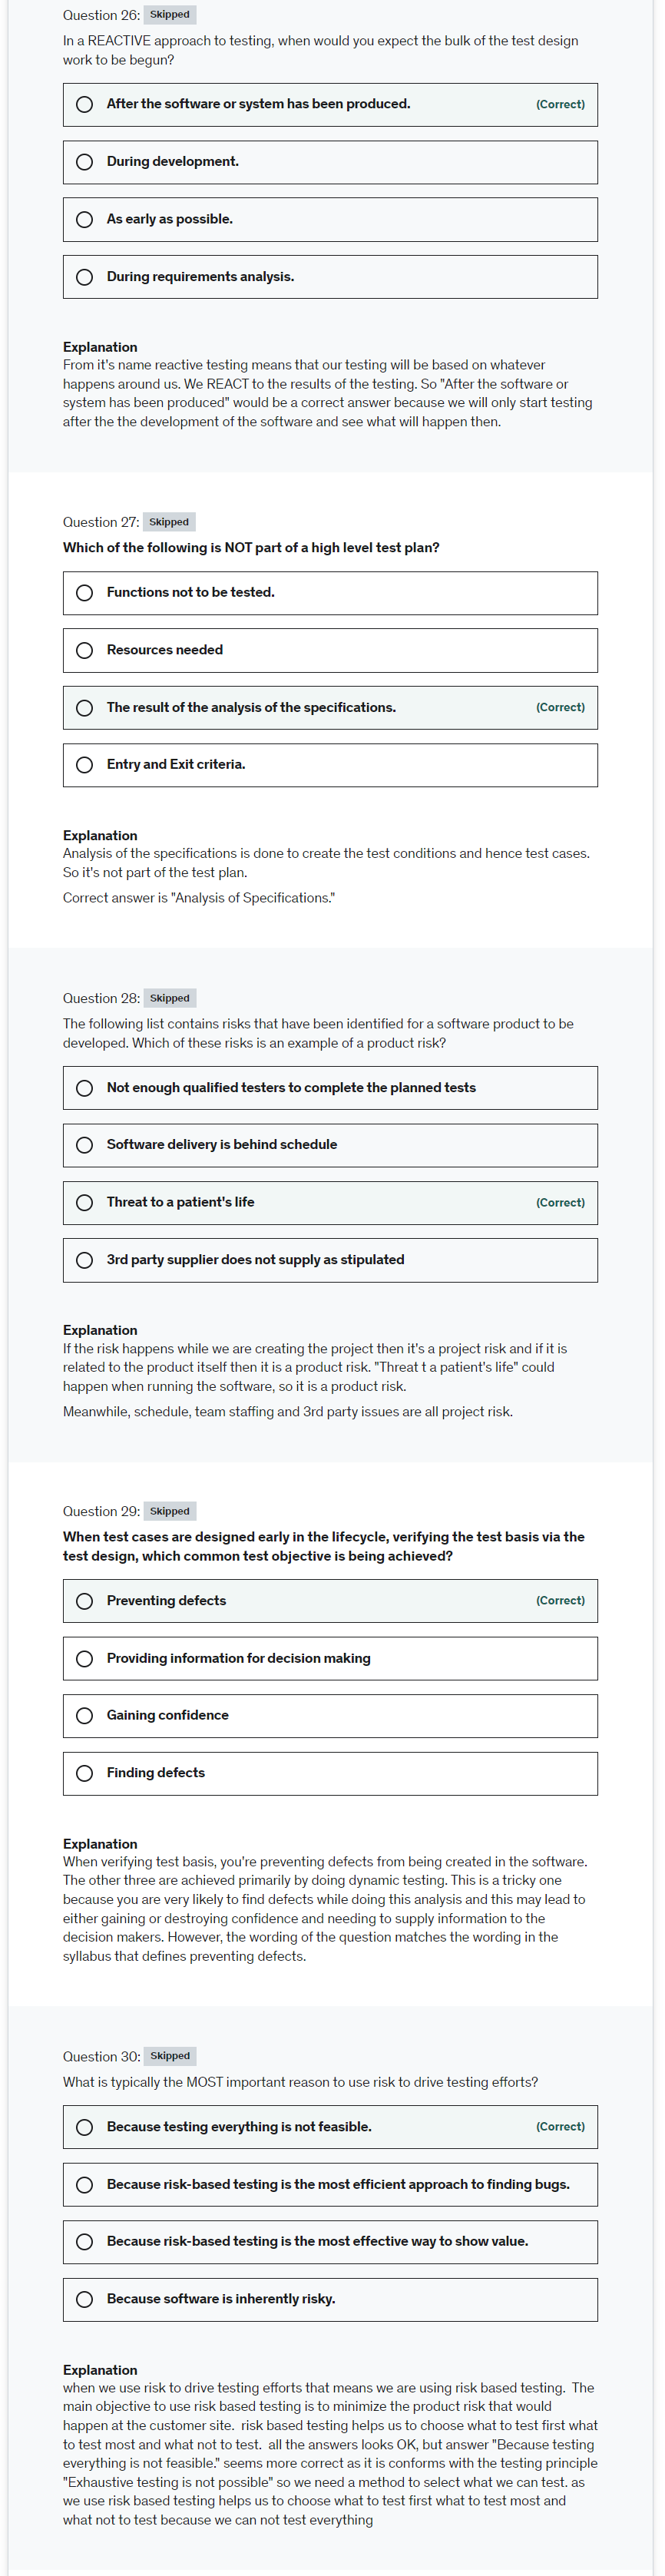 Question 26: Skipped
In a REACTIVE approach to testing, when would you expect the bulk of the test design
work to be begun?
After the software or system has been produced. (Correct)
During development.
As early as possible.
During requirements analysis.
Explanation
From it's name reactive testing means that our testing will be based on whatever
happens around us. We REACT to the results of the testing. So "After the software or
system has been produced" would be a correct answer because we will only start testing
after the the development of the software and see what will happen then.
Question 27: Skipped
Which of the following is NOT part of a high level test plan?
Functions not to be tested.
Resources needed
The result of the analysis of the specifications. (Correct)
Entry and Exit criteria.
Explanation
Analysis of the specifications is done to create the test conditions and hence test cases.
So it's not part of the test plan.
Correct answer is "Analysis of Specifications."
Question 28: Skipped
The following list contains risks that have been identified for a software product to be
developed. Which of these risks is an example of a product risk?
Not enough qualified testers to complete the planned tests
Software delivery is behind schedule
Threat to a patient's life (Correct)
3rd party supplier does not supply as stipulated
Explanation
If the risk happens while we are creating the project then it's a project risk and if it is
related to the product itself then it is a product risk. "Threat t a patient's life" could
happen when running the software, so it is a product risk.
Meanwhile, schedule, team staffing and 3rd party issues are all project risk.
Question 29: Skipped
When test cases are designed early in the lifecycle, verifying the test basis via the
test design, which common test objective is being achieved?
Preventing defects (Correct)
Providing information for decision making
Gaining confidence
Finding defects
Explanation
When verifying test basis, you're preventing defects from being created in the software.
The other three are achieved primarily by doing dynamic testing. This is a tricky one
because you are very likely to find defects while doing this analysis and this may lead to
either gaining or destroying confidence and needing to supply information to the
decision makers. However, the wording of the question matches the wording in the
syllabus that defines preventing defects.
Question 30: Skipped
What is typically the MOST important reason to use risk to drive testing efforts?
Because testing everything is not feasible. (Correct)
Because risk-based testing is the most efficient approach to finding bugs.
Because risk-based testing is the most effective way to show value.
Because software is inherently risky.
Explanation
when we use risk to drive testing efforts that means we are using risk based testing. The
main objective to use risk based testing is to minimize the product risk that would
happen at the customer site. risk based testing helps us to choose what to test first what
to test most and what not to test. all the answers looks OK, but answer "Because testing
everything is not feasible." seems more correct as it is conforms with the testing principle
"Exhaustive testing is not possible" so we need a method to select what we can test. as
we use risk based testing helps us to choose what to test first what to test most and
what not to test because we can not test everything